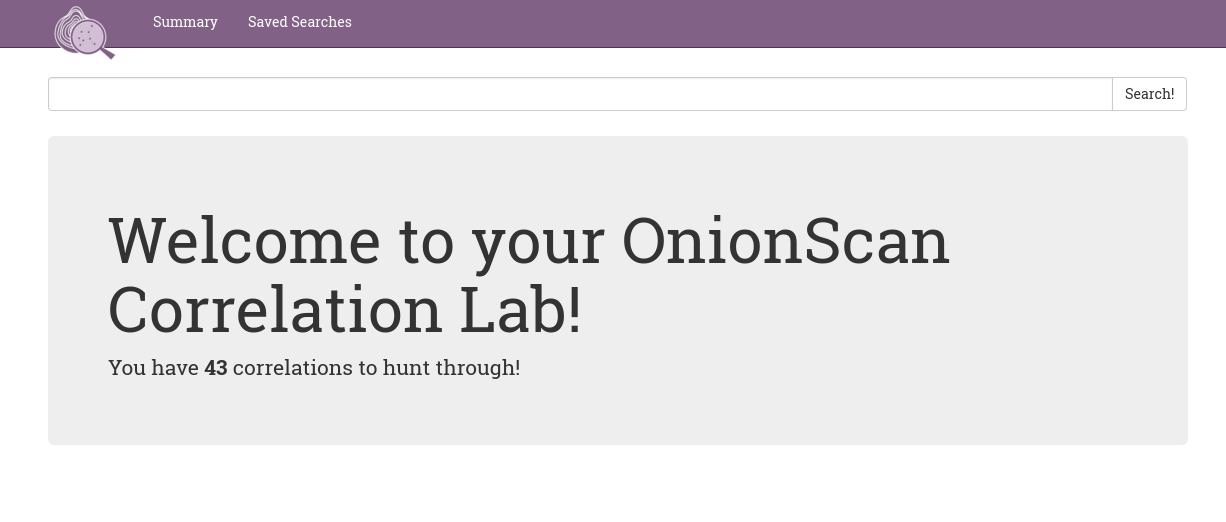 Summary Saved Searches
Search!
Welcome to your OnionScan
Correlation Lab!
You have 43 correlations to hunt through!